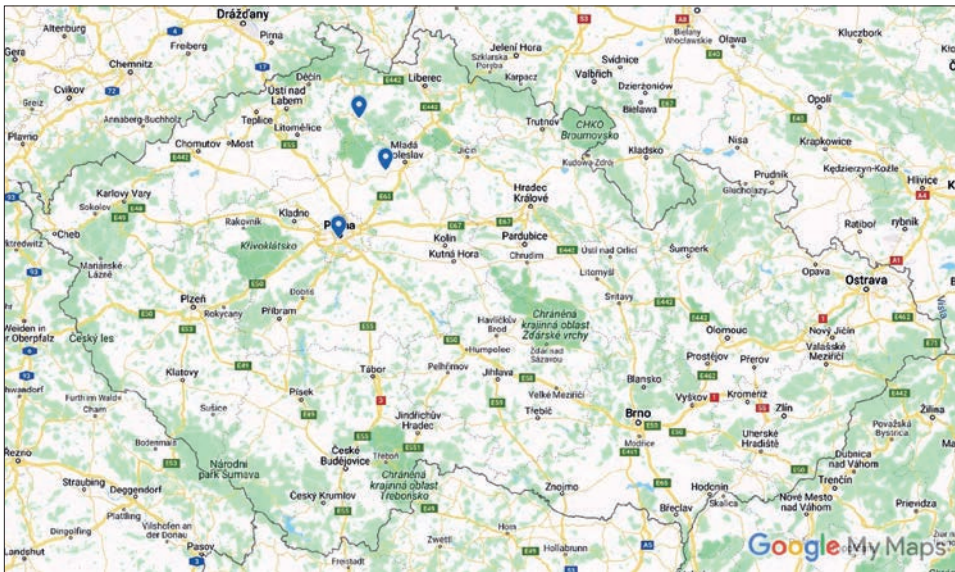 Altenburg
Drážďany
Pirna
Freiberg
Gera
Chemnitz
Cvikov
Greiz
Annaberg-Buchholz
Plavno
Děčín
Ústí nad
Labem
Teplice
Litoměřice
Liberec
Szklarska
Poręba
Jelení Hora
Karpacz
Svídnice
Valbřich
Dzierżoniów
Bielawa
Bielany
Wrocławskie
Oława
Kluczbork
Opolí
Krapkowice
Nisa
Kędzierzyn-Koźle
Hlivice
Prudnik
Głuchołazy
Ratiboř
rybnik
Chomutov
Most
Mladá
Boleslav
Jičín
Trutnov
CHKO
Broumovsko
Kudowa-Zdrój
Kladsko
Karlovy Vary
Sokolov
Cheb
Mariánské
Lázně
Rakovník
Kladno
Křivoklátsko
Kolín
Kutná Hora
Hradec
Králové
Pardubice
Chrudim
Ústí nad Orlicí
Litomyšl
Svitavy
Šumperk
Opava
Ostrava
Weiden in
der Oberpfalz
Český les
Plzeň
Rokycany
Dobříš
Příbram
Havlíčkův
Brod
Humpolec
Chráněná
krajinná oblast
Žďárské vrchy
Žďár nad
Sázavou
Olomouc
Prostějov
Přerov
Nový Jičín
Valašské
Meziříčí
Klatovy
Furth im Wald
Cham
Sušice
Písek
Tábor
Pelhřimov
Jihlava
Velké Meziříčí
Třebíč
Blansko
Vyškov
Brno
Modřice
Kroměříž
Zlín
Uherské
Hradiště
Žilina
Považská
Bystrica
Dubnica
nad Váhom
Trenčín
Nové Mesto
nad Váhom
Prievidza
Jindřichův
Hradec
České
Budějovice
Třeboň
Chráněná
krajinná oblast
Třeboňsko
Český Krumlov
Národní
park Šumava
Bodenmais
Straubing
Deggendorf
Plattling
Dingolfing
Vilshofen an
der Donau
Landshut
Pasov
Freistadt
Zwettl
Horn
Hollabrunn
Znojmo
Břeclav
Hodonín
Skalica
Google My Maps